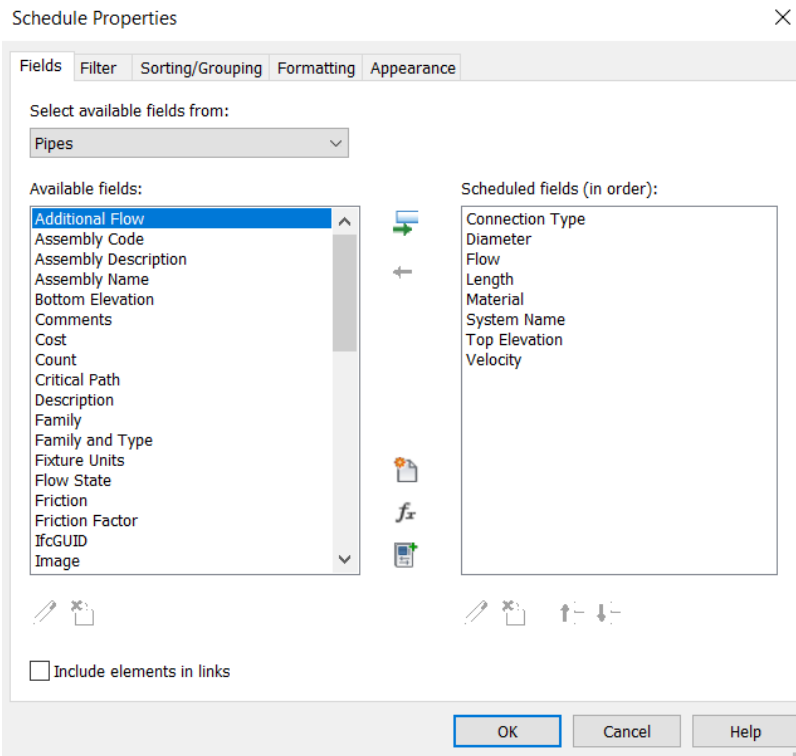 Schedule Properties
Fields Filter Sorting/Grouping Formatting Appearance
Select available fields from:
Pipes
Available fields:
Additional Flow
Assembly Code
Assembly Description
Assembly Name
Bottom Elevation
Comments
Cost
Count
Critical Path
Description
Family
Family and Type
Fixture Units
Flow State
Friction
Friction Factor
IfcGUID
Image
fx
Scheduled fields (in order):
Connection Type
Diameter
Flow
Length
Material
System Name
Top Elevation
Velocity
Include elements in links
OK Cancel Help